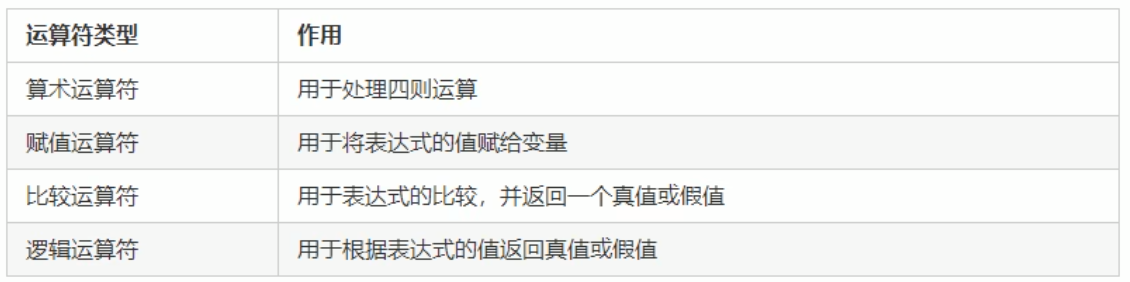 运算符类型 作用
算术运算符 用于处理四则运算
赋值运算符 用于将表达式的值赋给变量
比较运算符 用于表达式的比较，并返回一个真值或假值
逻辑运算符 用于根据表达式的值返回真值或假值